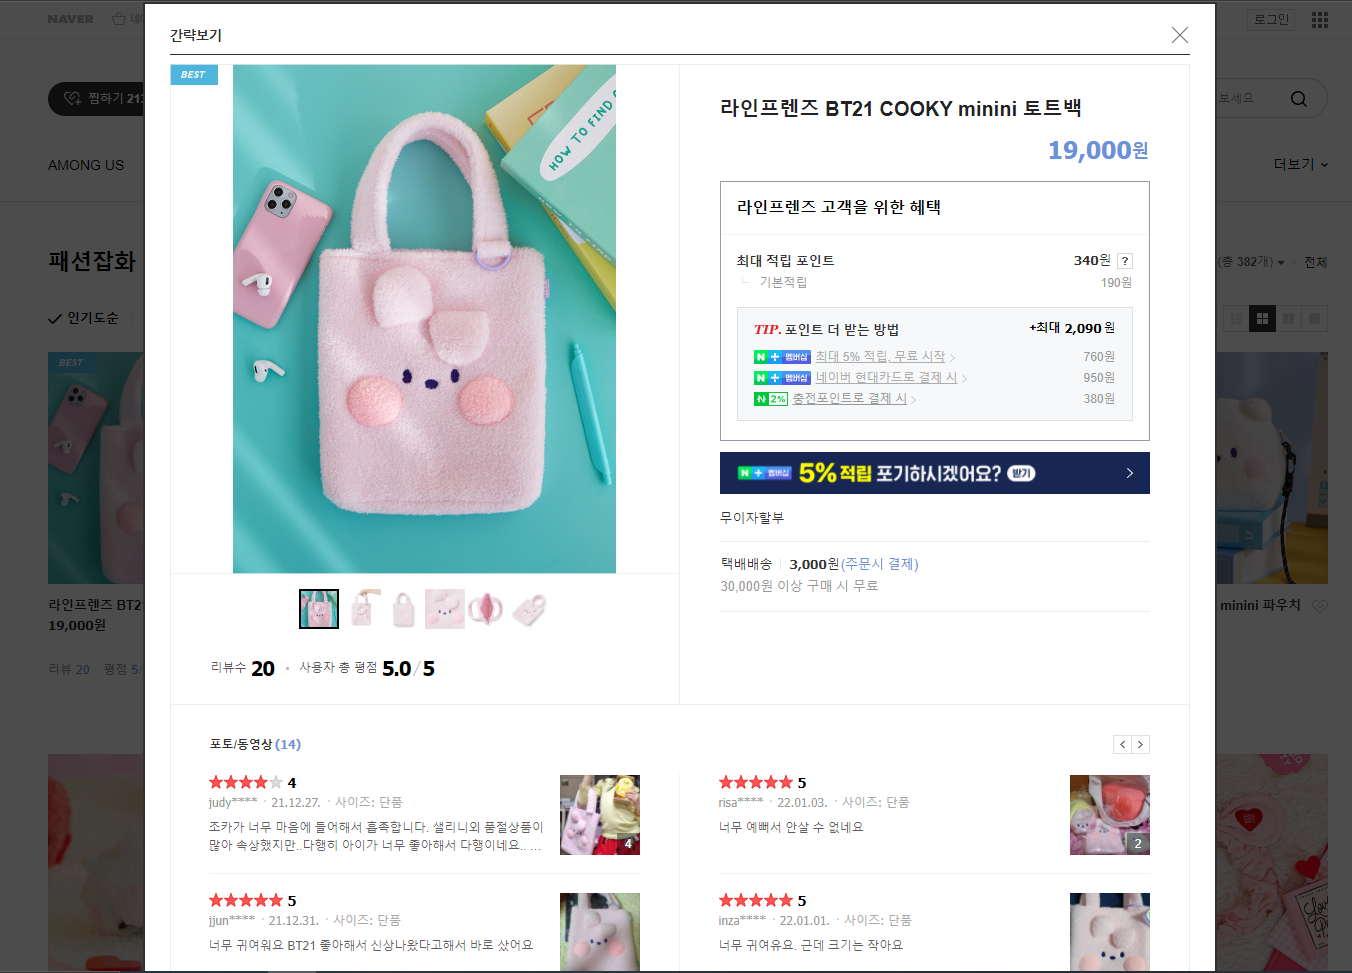 NAVER
로그인
찜하기 213
보세요
AMONG US
더보기
패션잡화
(총 382개)
전체
인기도순
BEST
라인프렌즈 BT2
19,000원
리뷰 20
평점 5
minini 파우치
간략보기
BEST
HOW TO FIND
라인프렌즈 BT21 COOKY minini 토트백
19,000원
라인프렌즈 고객을 위한 혜택
최대 적립 포인트
340원 ?
기본적립
190원
TIP. 포인트 더 받는 방법
+최대 2,090원
N + 멤버십 최대 5% 적립, 무료 시작
760원
N + 멤버십 네이버 현대카드로 결제 시
950원
N 2% 충전포인트로 결제 시
380원
N + 멤버십 5% 적립 포기하시겠어요? 받기
무이자할부
택배배송 3,000원(주문시 결제)
30,000원 이상 구매 시 무료
리뷰수 20 · 사용자 총 평점 5.0 / 5
포토/동영상 (14)
4
judy**** · 21.12.27. · 사이즈: 단품
조카가 너무 마음에 들어해서 흡족합니다. 샐리니외 품절상품이
많아 속상했지만..다행히 아이가 너무 좋아해서 다행이네요.. ...
4
5
risa**** · 22.01.03. · 사이즈: 단품
너무 예뻐서 안살 수 없네요
2
5
jjun**** · 21.12.31. · 사이즈: 단품
너무 귀여워요 BT21 좋아해서 신상나왔다고해서 바로 샀어요
5
inza**** · 22.01.01. · 사이즈: 단품
너무 귀여유요. 근데 크기는 작아요